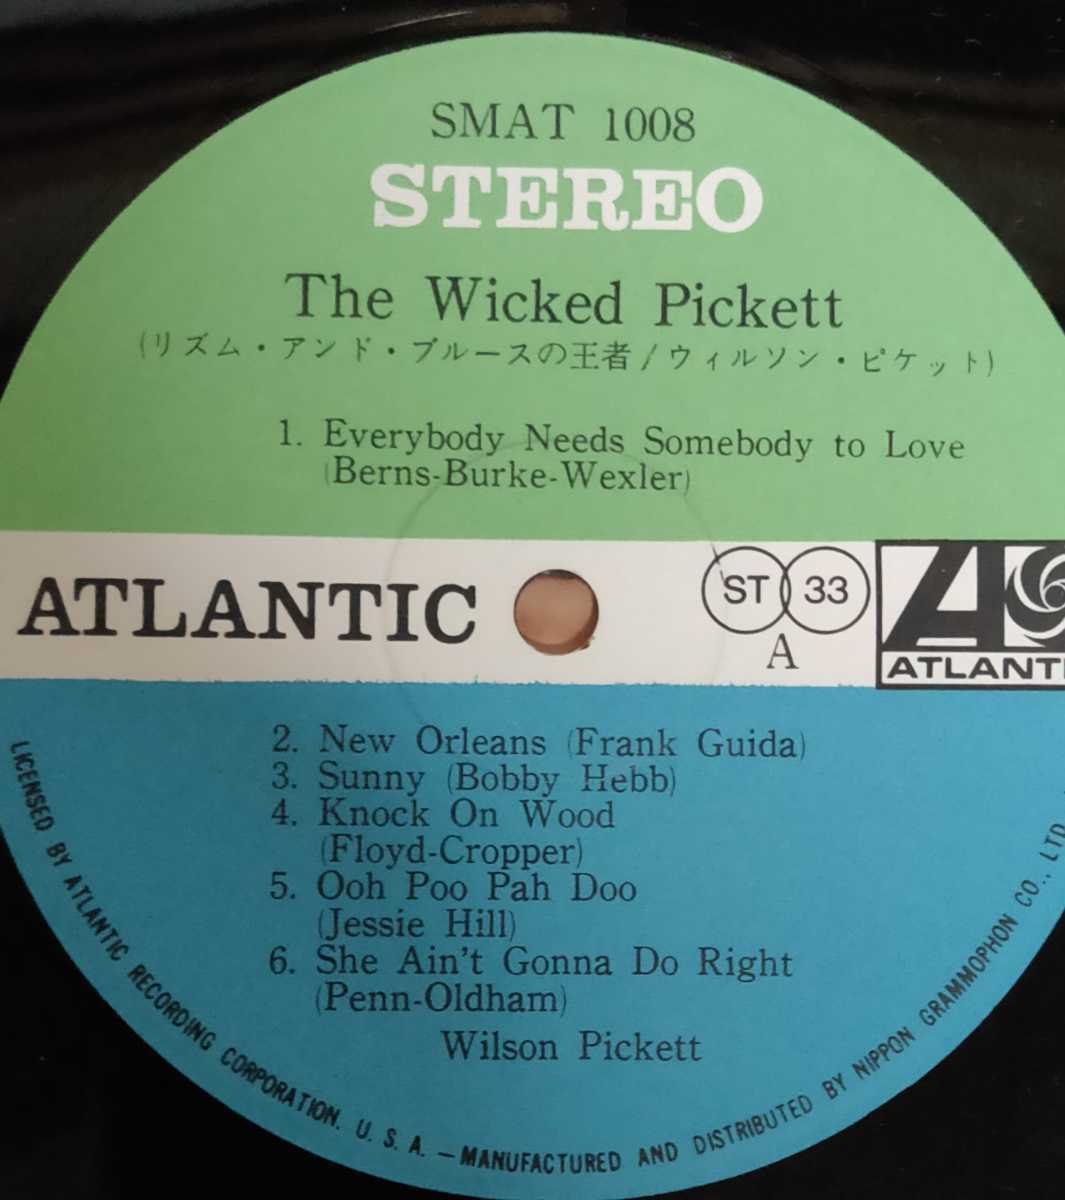 SMAT 1008
STEREO
The Wicked Pickett
(リズム・アンド・ブルースの王者/ウィルソン・ピケット)
1. Everybody Needs Somebody to Love
(Berns-Burke-Wexler)
ATLANTIC
ST 33
A
ATLANTI
2. New Orleans (Frank Guida)
3. Sunny (Bobby Hebb)
4. Knock On Wood
(Floyd-Cropper)
5. Ooh Poo Pah Doo
(Jessie Hill)
6. She Ain't Gonna Do Right
(Penn-Oldham)
Wilson Pickett
LICENSED BY ATLANTIC RECORDING CORPORATION. U. S. A. — MANUFACTURED AND DISTRIBUTED BY NIPPON GRAMMOPHON CO., LTD